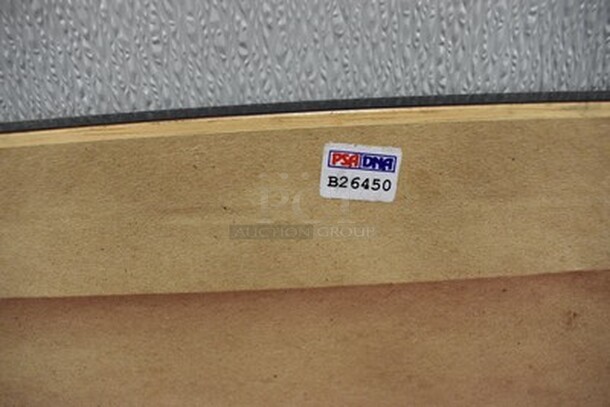 PSA DNA
B26450
PCI
AUCTION GROUP